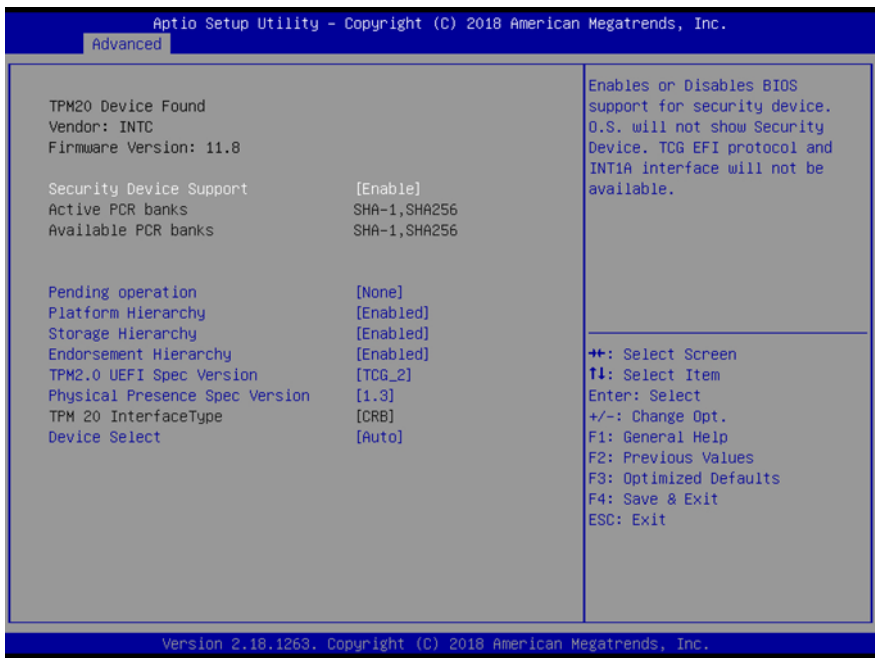 Aptio Setup Utility – Copyright (C) 2018 American Megatrends, Inc.
Advanced
TPM20 Device Found
Vendor: INTC
Firmware Version: 11.8
Security Device Support [Enable]
Active PCR banks SHA-1,SHA256
Available PCR banks SHA-1,SHA256
Pending operation [None]
Platform Hierarchy [Enabled]
Storage Hierarchy [Enabled]
Endorsement Hierarchy [Enabled]
TPM2.0 UEFI Spec Version [TCG_2]
Physical Presence Spec Version [1.3]
TPM 20 InterfaceType [CRB]
Device Select [Auto]
Enables or Disables BIOS
support for security device.
O.S. will not show Security
Device. TCG EFI protocol and
INT1A interface will not be
available.
→←: Select Screen
↑↓: Select Item
Enter: Select
+/-: Change Opt.
F1: General Help
F2: Previous Values
F3: Optimized Defaults
F4: Save & Exit
ESC: Exit
Version 2.18.1263. Copyright (C) 2018 American Megatrends, Inc.